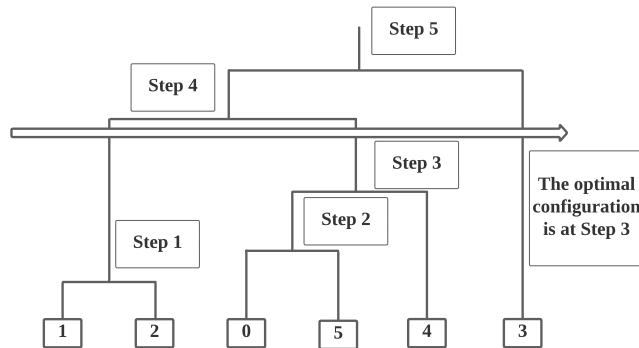 Step 5
Step 4
Step 3
The optimal
configuration
is at Step 3
Step 2
Step 1
1 2 0 5 4 3